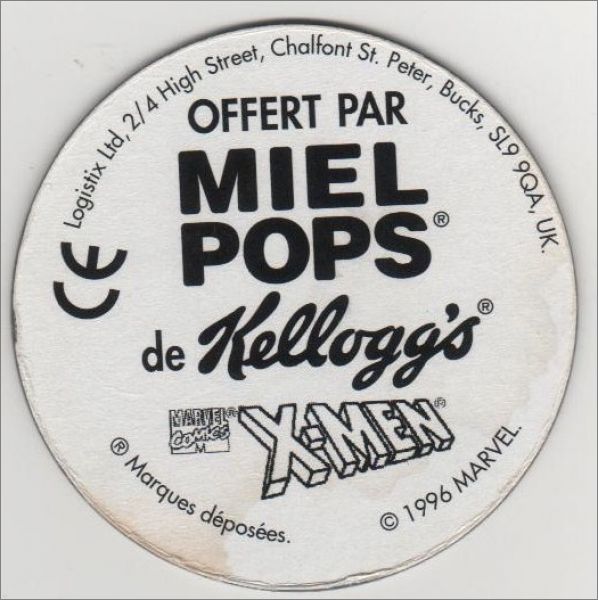 Logistix Ltd, 2/4 High Street, Chalfont St. Peter, Bucks, SL9 9QA, UK.
CE
OFFERT PAR
MIEL
POPS®
de Kellogg's®
MARVEL®
COMICS
M
X-MEN®
® Marques déposées.
© 1996 MARVEL.